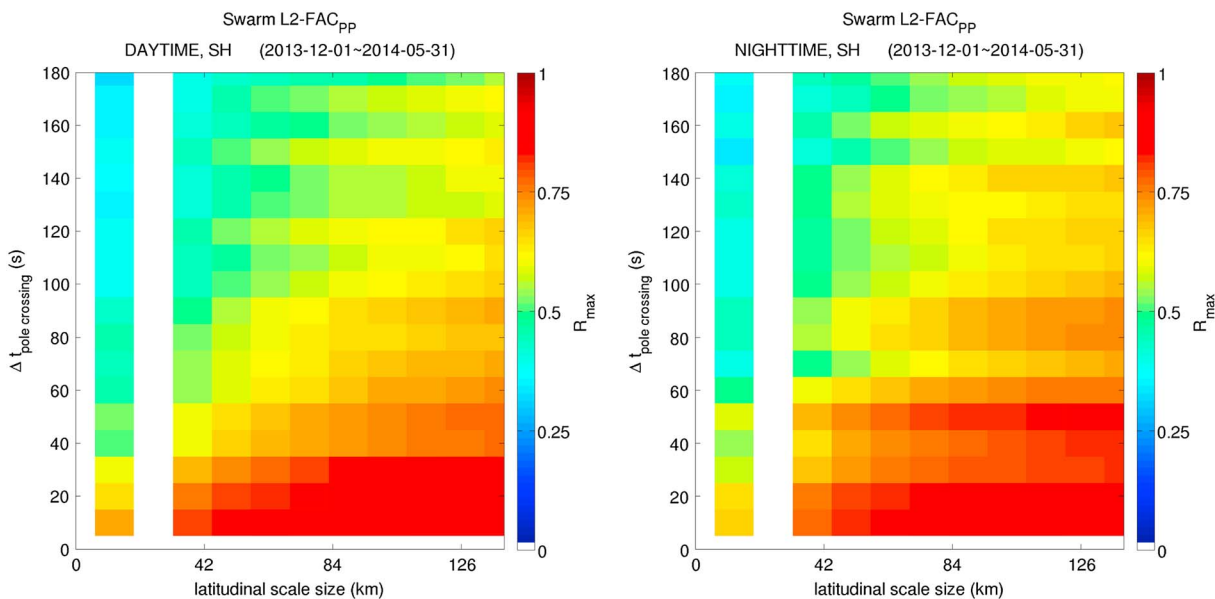 Swarm L2-FAC_PP
DAYTIME, SH (2013-12-01~2014-05-31)
180
160
140
120
100
80
60
40
20
0
Δ t_pole crossing (s)
0 42 84 126
latitudinal scale size (km)
1
0.75
0.5
0.25
0
R_max
Swarm L2-FAC_PP
NIGHTTIME, SH (2013-12-01~2014-05-31)
180
160
140
120
100
80
60
40
20
0
Δ t_pole crossing (s)
0 42 84 126
latitudinal scale size (km)
1
0.75
0.5
0.25
0
R_max